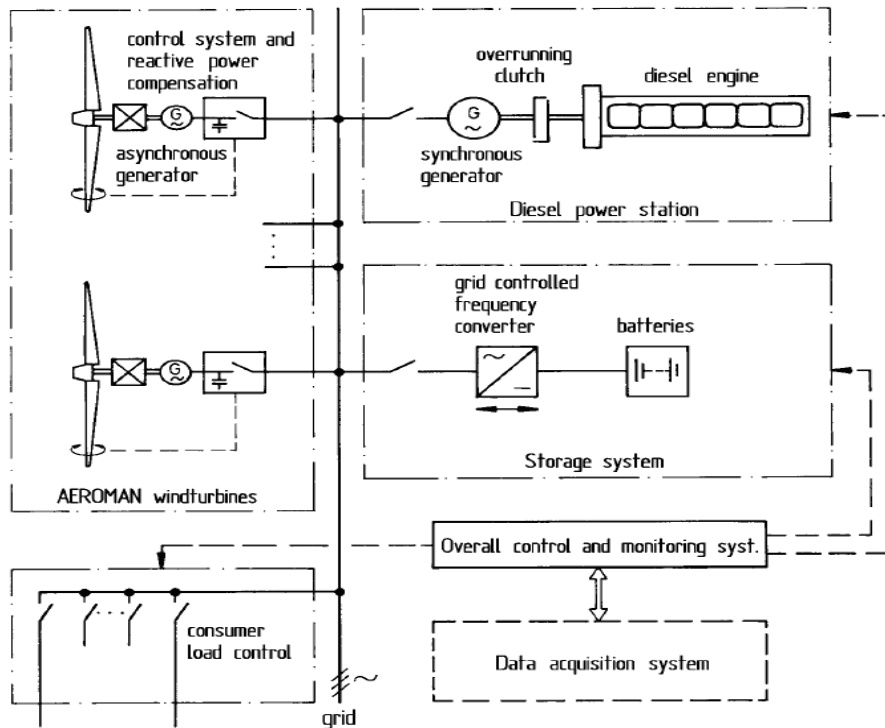 control system and
reactive power
compensation
G
asynchronous
generator
G
AEROMAN windturbines
overrunning
clutch
diesel engine
G
synchronous
generator
Diesel power station
grid controlled
frequency
converter
batteries
Storage system
Overall control and monitoring syst.
Data acquisition system
consumer
load control
grid